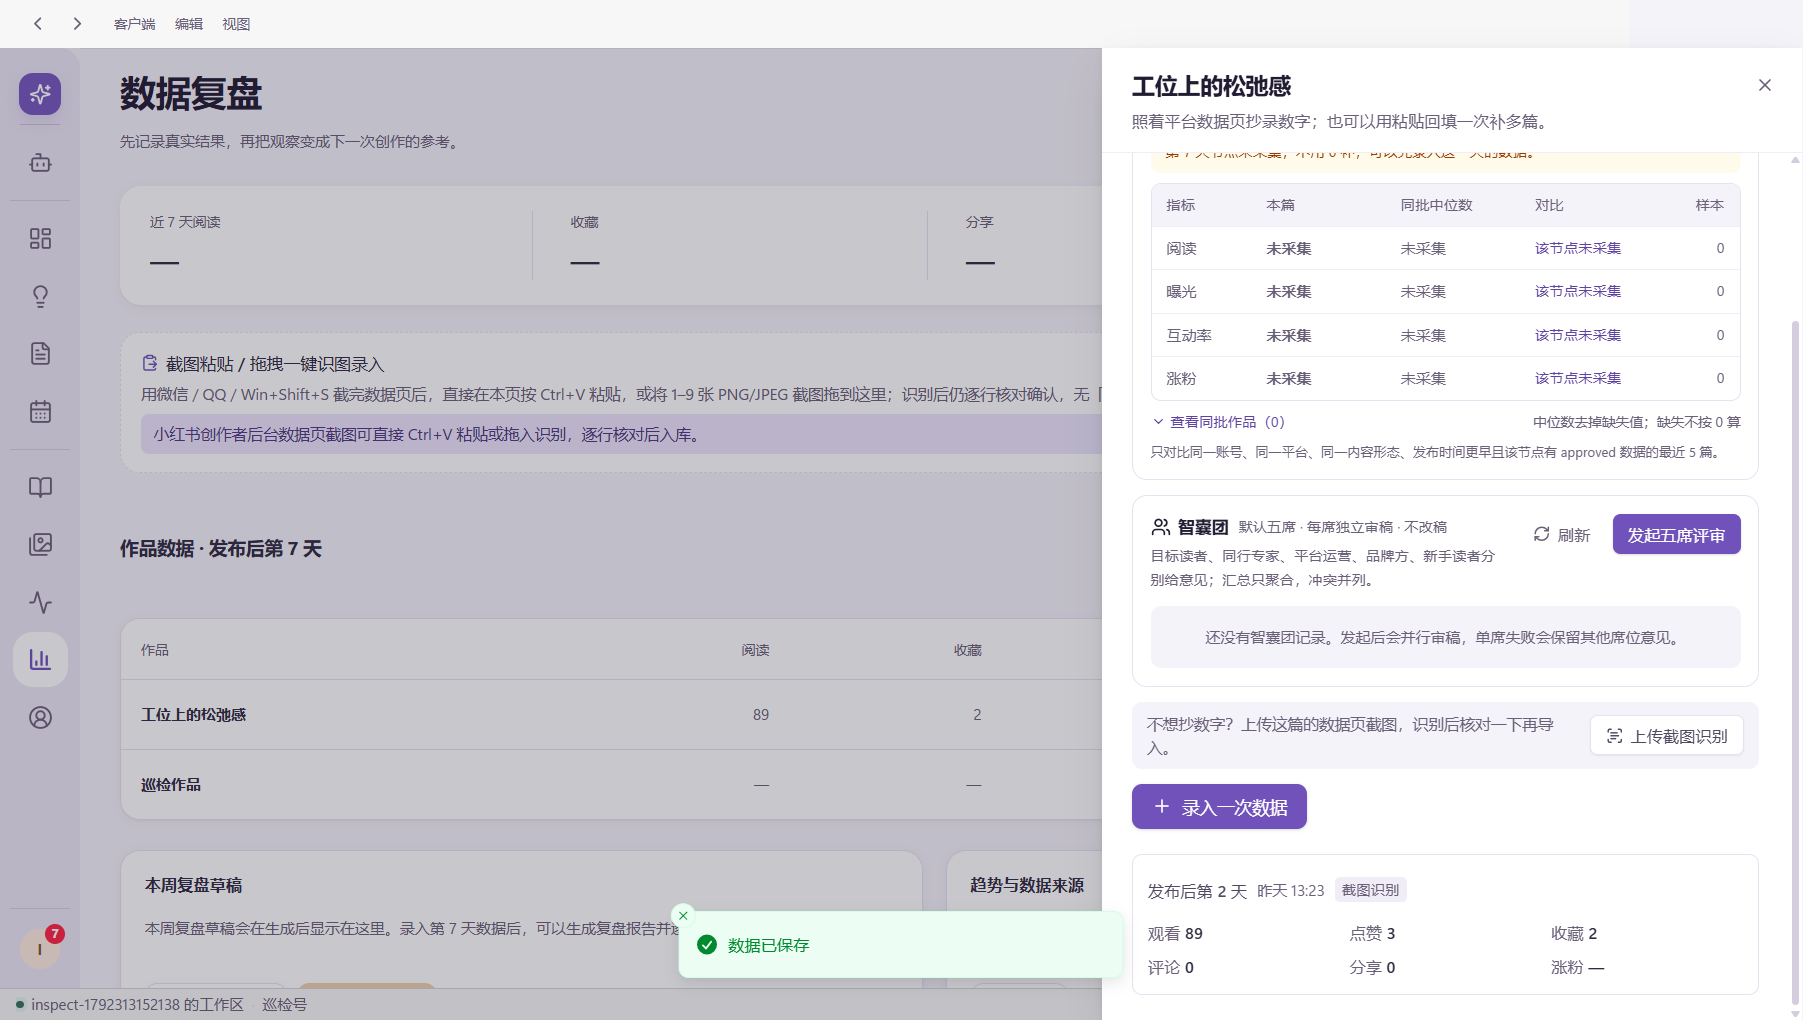 客户端 编辑 视图
数据复盘
先记录真实结果，再把观察变成下一次创作的参考。
近 7 天阅读 收藏 分享
— — —
截图粘贴 / 拖拽一键识图录入
用微信 / QQ / Win+Shift+S 截完数据页后，直接在本页按 Ctrl+V 粘贴，或将 1–9 张 PNG/JPEG 截图拖到这里；识别后仍逐行核对确认，无
小红书创作者后台数据页截图可直接 Ctrl+V 粘贴或拖入识别，逐行核对后入库。
作品数据 · 发布后第 7 天
作品 阅读 收藏
工位上的松弛感 89 2
巡检作品 — —
本周复盘草稿
本周复盘草稿会在生成后显示在这里。录入第 7 天数据后，可以生成复盘报告并
趋势与数据来源
数据已保存
7
I
inspect-1792313152138 的工作区 · 巡检号
工位上的松弛感
照着平台数据页抄录数字；也可以用粘贴回填一次补多篇。
指标 本篇 同批中位数 对比 样本
阅读 未采集 未采集 该节点未采集 0
曝光 未采集 未采集 该节点未采集 0
互动率 未采集 未采集 该节点未采集 0
涨粉 未采集 未采集 该节点未采集 0
查看同批作品（0） 中位数去掉缺失值；缺失不按 0 算
只对比同一账号、同一平台、同一内容形态、发布时间更早且该节点有 approved 数据的最近 5 篇。
智囊团 默认五席 · 每席独立审稿 · 不改稿
目标读者、同行专家、平台运营、品牌方、新手读者分
别给意见；汇总只聚合，冲突并列。
刷新
发起五席评审
还没有智囊团记录。发起后会并行审稿，单席失败会保留其他席位意见。
不想抄数字？上传这篇的数据页截图，识别后核对一下再导
入。
上传截图识别
录入一次数据
发布后第 2 天 昨天 13:23 截图识别
观看 89 点赞 3 收藏 2
评论 0 分享 0 涨粉 —